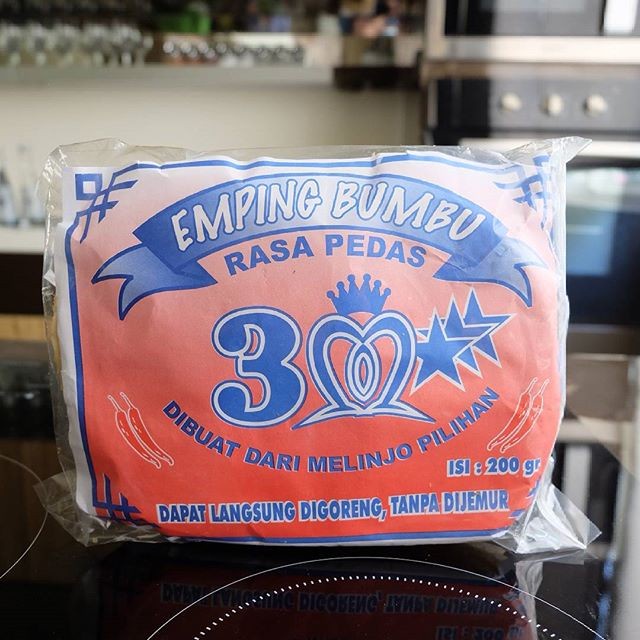 EMPING BUMBU
RASA PEDAS
3M
DIBUAT DARI MELINJO PILIHAN
ISI : 200 gr
DAPAT LANGSUNG DIGORENG, TANPA DIJEMUR